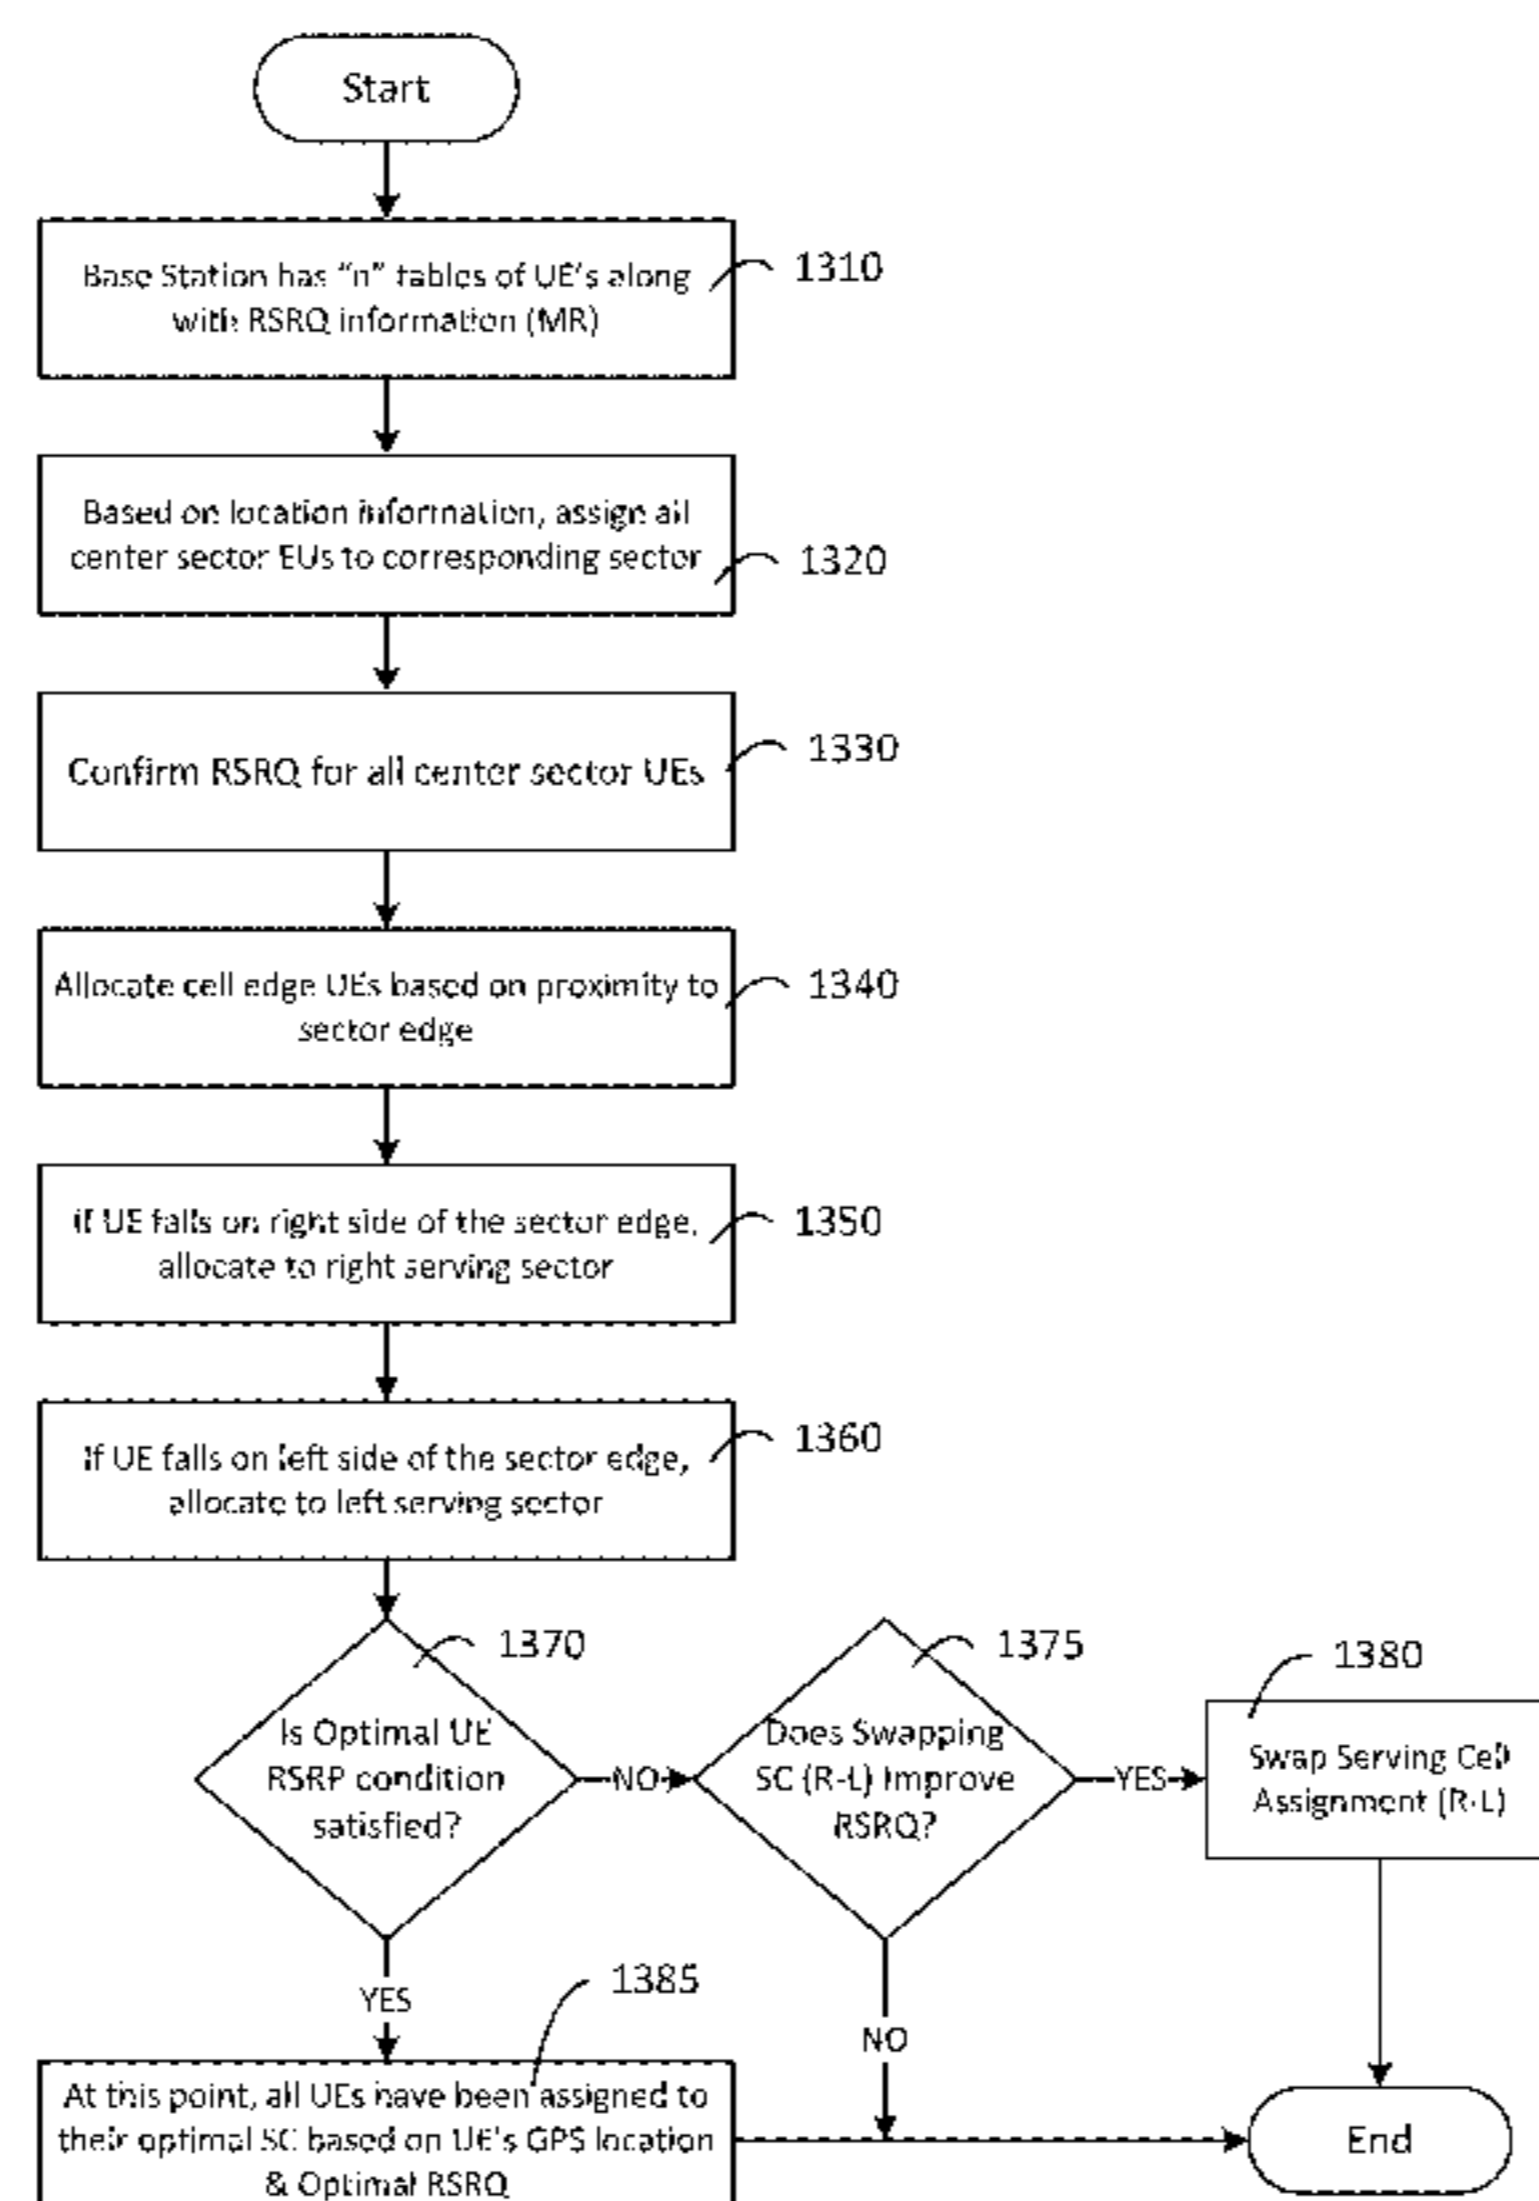 Start
Base Station has "n" tables of UE's along
with RSRQ information (MR)
1310
Based on location information, assign all
center sector EUs to corresponding sector
1320
Confirm RSRQ for all center sector UEs
1330
Allocate cell edge UEs based on proximity to
sector edge
1340
If UE falls on right side of the sector edge,
allocate to right serving sector
1350
If UE falls on left side of the sector edge,
allocate to left serving sector
1360
1370
Is Optimal UE
RSRP condition
satisfied?
NO
1375
Does Swapping
SC (R-L) Improve
RSRQ?
YES
1380
Swap Serving Cell
Assignment (R-L)
YES
1385
NO
At this point, all UEs have been assigned to
their optimal SC based on UE's GPS location
& Optimal RSRQ
End